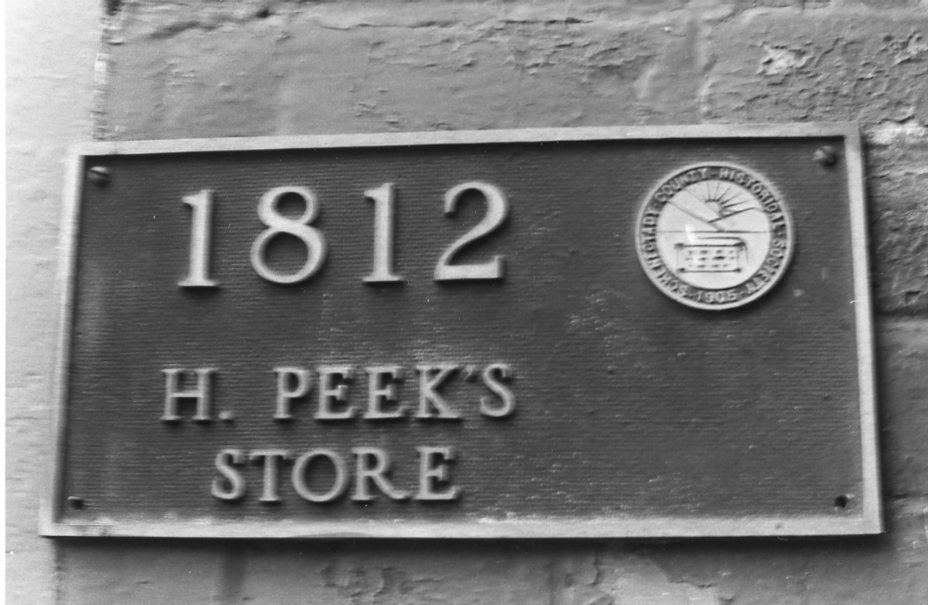 1812
H. PEEK'S
STORE
SCHENECTADY · COUNTY · HISTORICAL · SOCIETY
· 1905 ·